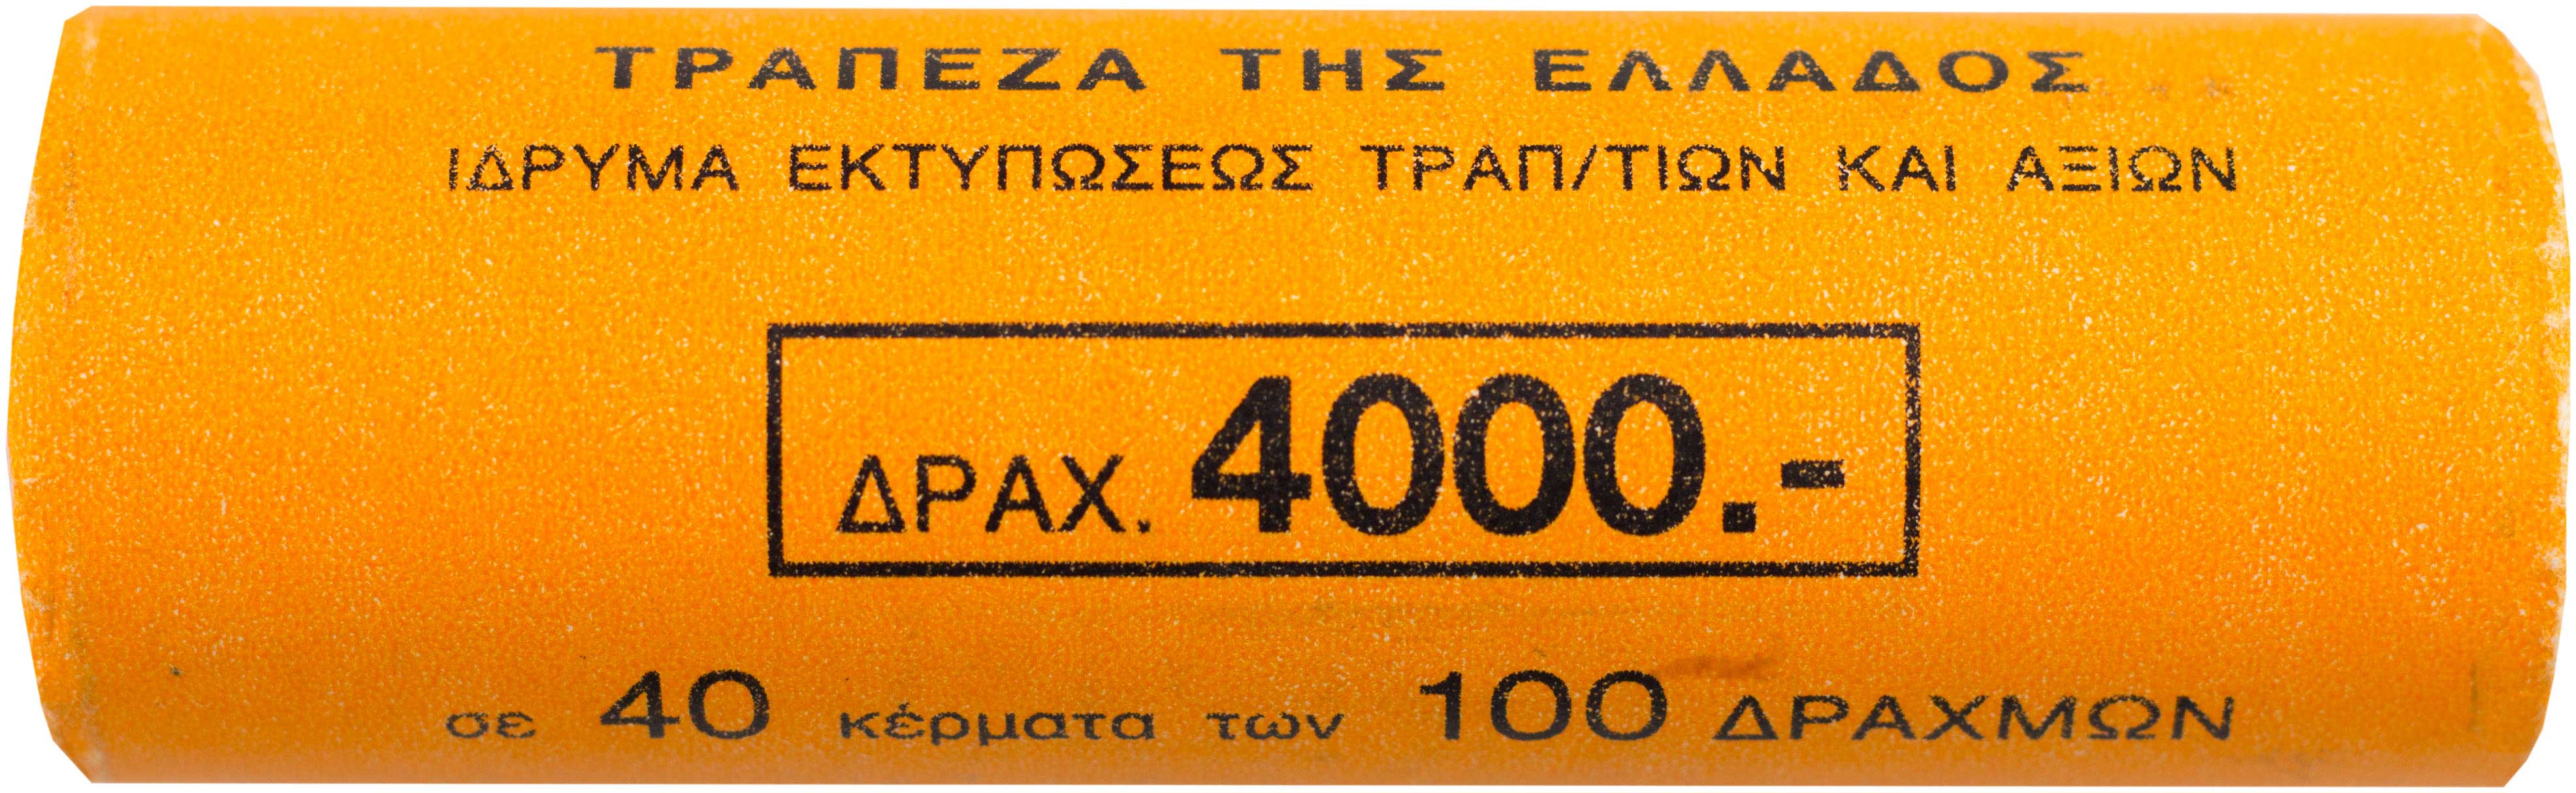 ΤΡΑΠΕΖΑ ΤΗΣ ΕΛΛΑΔΟΣ
ΙΔΡΥΜΑ ΕΚΤΥΠΩΣΕΩΣ ΤΡΑΠ/ΤΙΩΝ ΚΑΙ ΑΞΙΩΝ
ΔΡΑΧ. 4000.-
σε 40 κέρματα των 100 ΔΡΑΧΜΩΝ